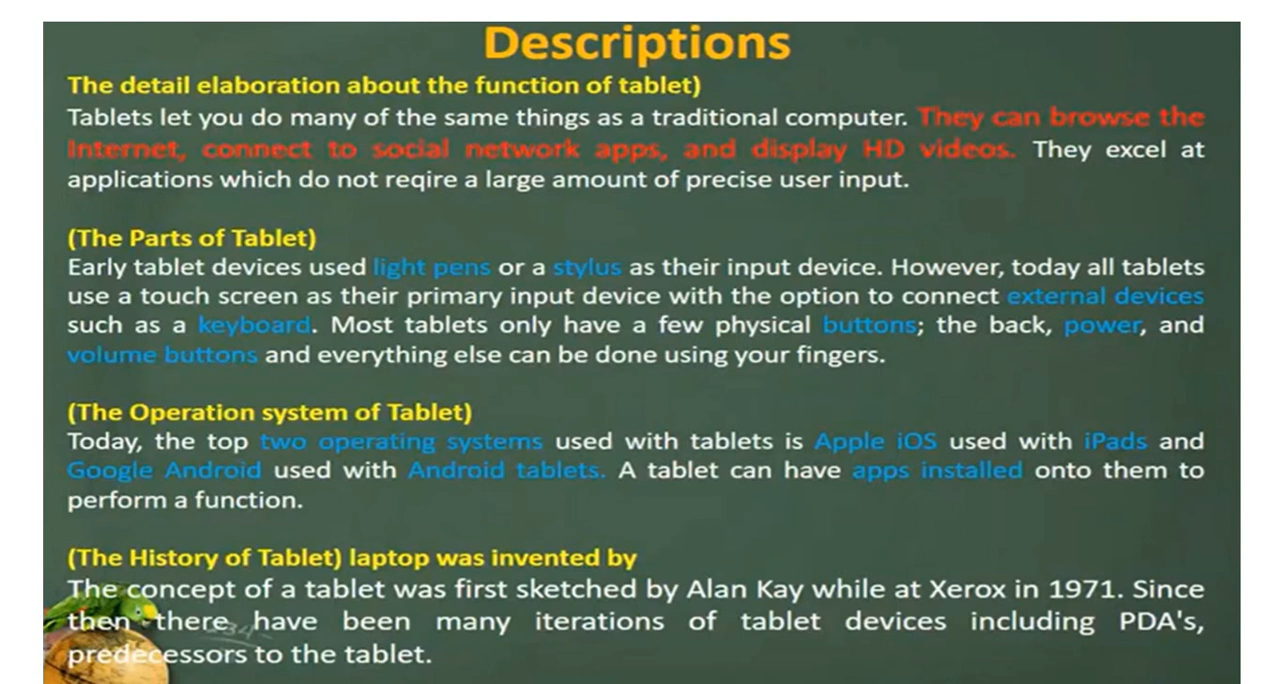 Descriptions
The detail elaboration about the function of tablet)
Tablets let you do many of the same things as a traditional computer. They can browse the
Internet, connect to social network apps, and display HD videos. They excel at
applications which do not reqire a large amount of precise user input.
(The Parts of Tablet)
Early tablet devices used light pens or a stylus as their input device. However, today all tablets
use a touch screen as their primary input device with the option to connect external devices
such as a keyboard. Most tablets only have a few physical buttons; the back, power, and
volume buttons and everything else can be done using your fingers.
(The Operation system of Tablet)
Today, the top two operating systems used with tablets is Apple iOS used with iPads and
Google Android used with Android tablets. A tablet can have apps installed onto them to
perform a function.
(The History of Tablet) laptop was invented by
The concept of a tablet was first sketched by Alan Kay while at Xerox in 1971. Since
then there have been many iterations of tablet devices including PDA's,
predecessors to the tablet.